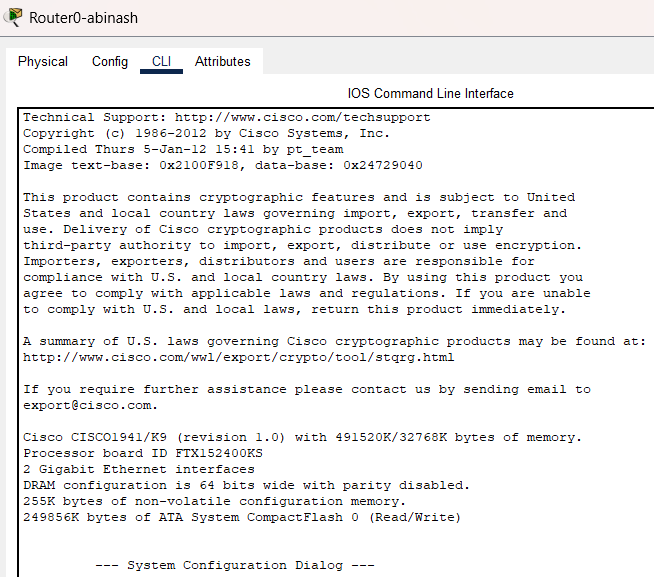 Router0-abinash
Physical Config CLI Attributes
IOS Command Line Interface
Technical Support: http://www.cisco.com/techsupport
Copyright (c) 1986-2012 by Cisco Systems, Inc.
Compiled Thurs 5-Jan-12 15:41 by pt_team
Image text-base: 0x2100F918, data-base: 0x24729040
This product contains cryptographic features and is subject to United
States and local country laws governing import, export, transfer and
use. Delivery of Cisco cryptographic products does not imply
third-party authority to import, export, distribute or use encryption.
Importers, exporters, distributors and users are responsible for
compliance with U.S. and local country laws. By using this product you
agree to comply with applicable laws and regulations. If you are unable
to comply with U.S. and local laws, return this product immediately.
A summary of U.S. laws governing Cisco cryptographic products may be found at:
http://www.cisco.com/wwl/export/crypto/tool/stqrg.html
If you require further assistance please contact us by sending email to
export@cisco.com.
Cisco CISCO1941/K9 (revision 1.0) with 491520K/32768K bytes of memory.
Processor board ID FTX152400KS
2 Gigabit Ethernet interfaces
DRAM configuration is 64 bits wide with parity disabled.
255K bytes of non-volatile configuration memory.
249856K bytes of ATA System CompactFlash 0 (Read/Write)
--- System Configuration Dialog ---